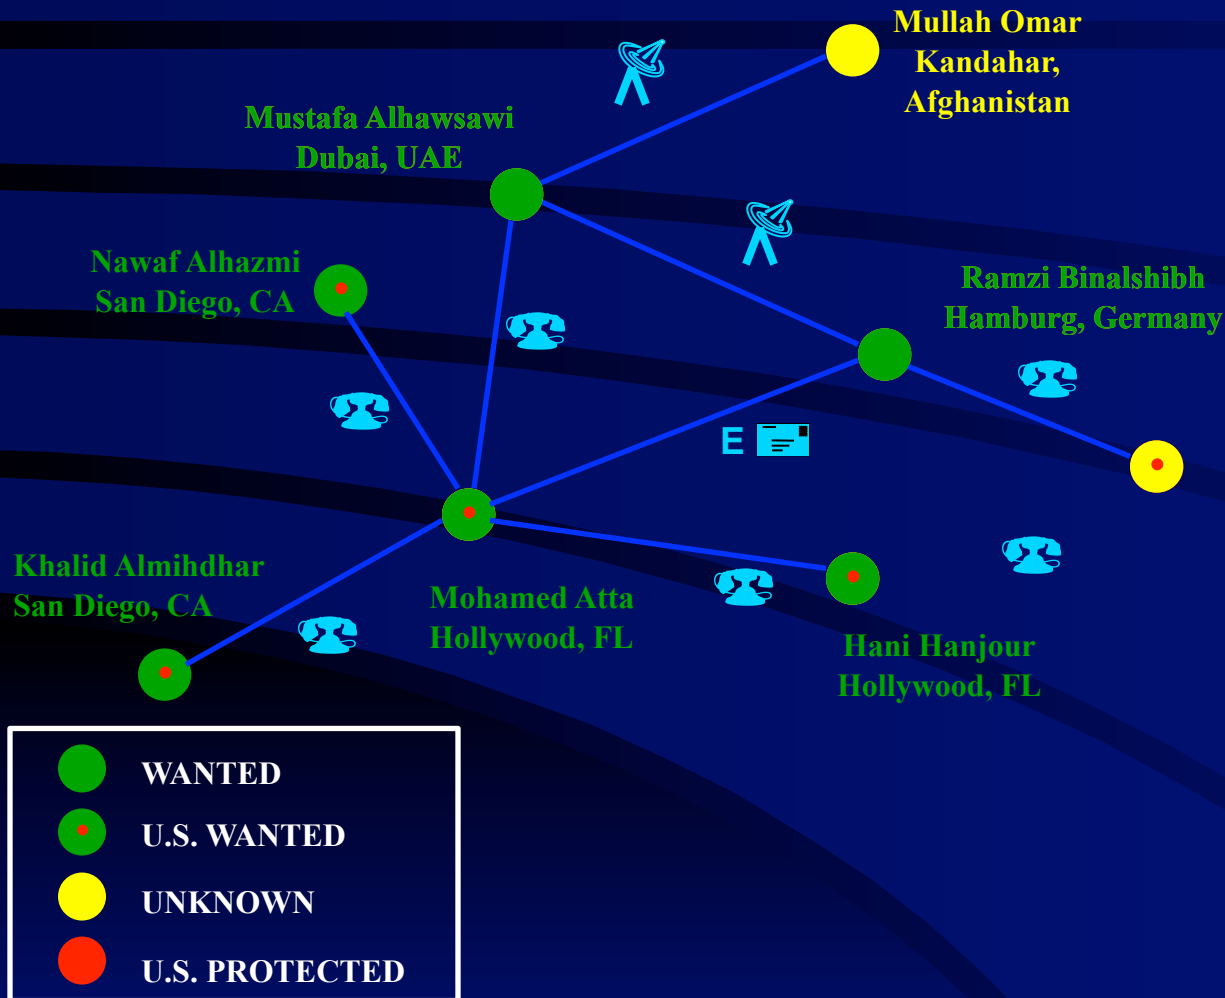 Mullah Omar
Kandahar,
Afghanistan
Mustafa Alhawsawi
Dubai, UAE
Nawaf Alhazmi
San Diego, CA
Ramzi Binalshibh
Hamburg, Germany
E
Khalid Almihdhar
San Diego, CA
Mohamed Atta
Hollywood, FL
Hani Hanjour
Hollywood, FL
WANTED
U.S. WANTED
UNKNOWN
U.S. PROTECTED